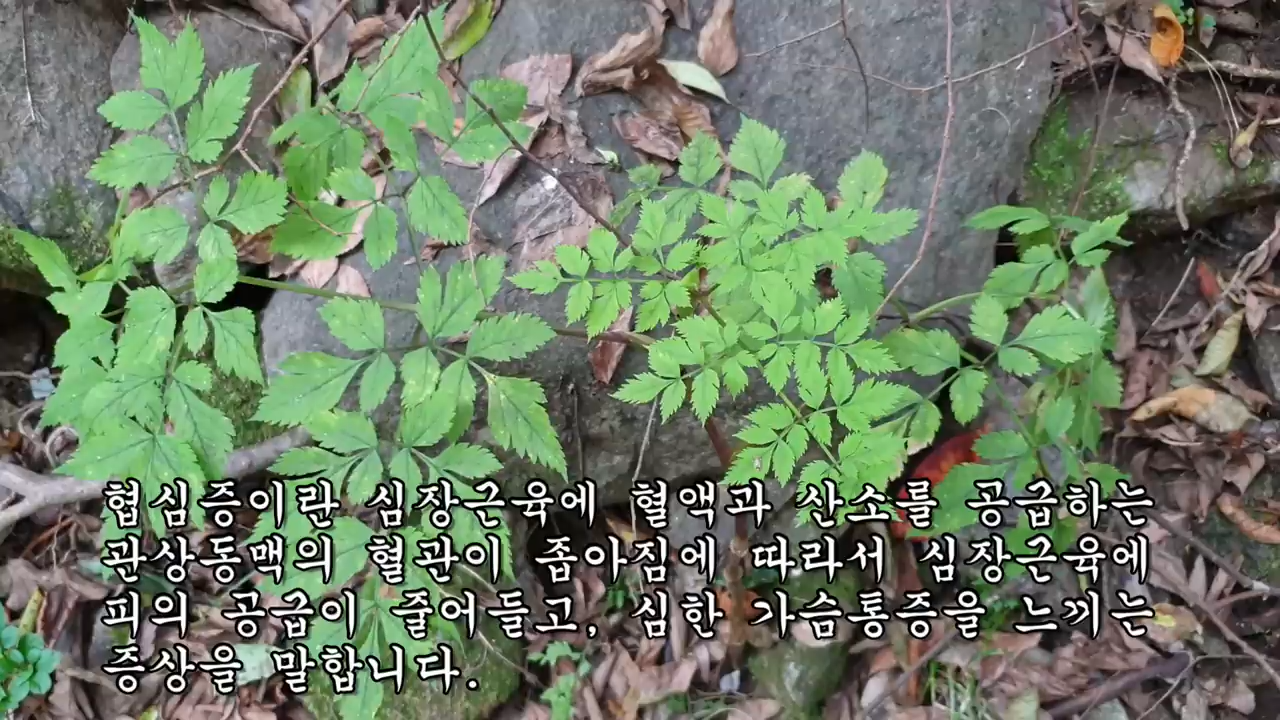 협심증이란 심장근육에 혈액과 산소를 공급하는
관상동맥의 혈관이 좁아짐에 따라서 심장근육에
피의 공급이 줄어들고, 심한 가슴통증을 느끼는
증상을 말합니다.